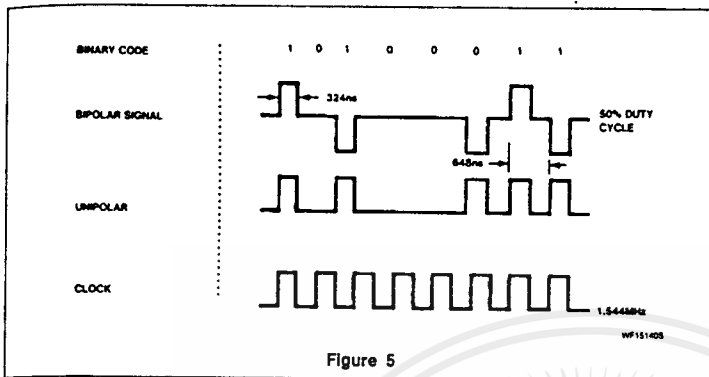 BINARY CODE 1 0 1 0 0 0 1 1
324ns
BIPOLAR SIGNAL 50% DUTY
CYCLE
648ns
UNIPOLAR
CLOCK
1.544MHz
WF15140S
Figure 5